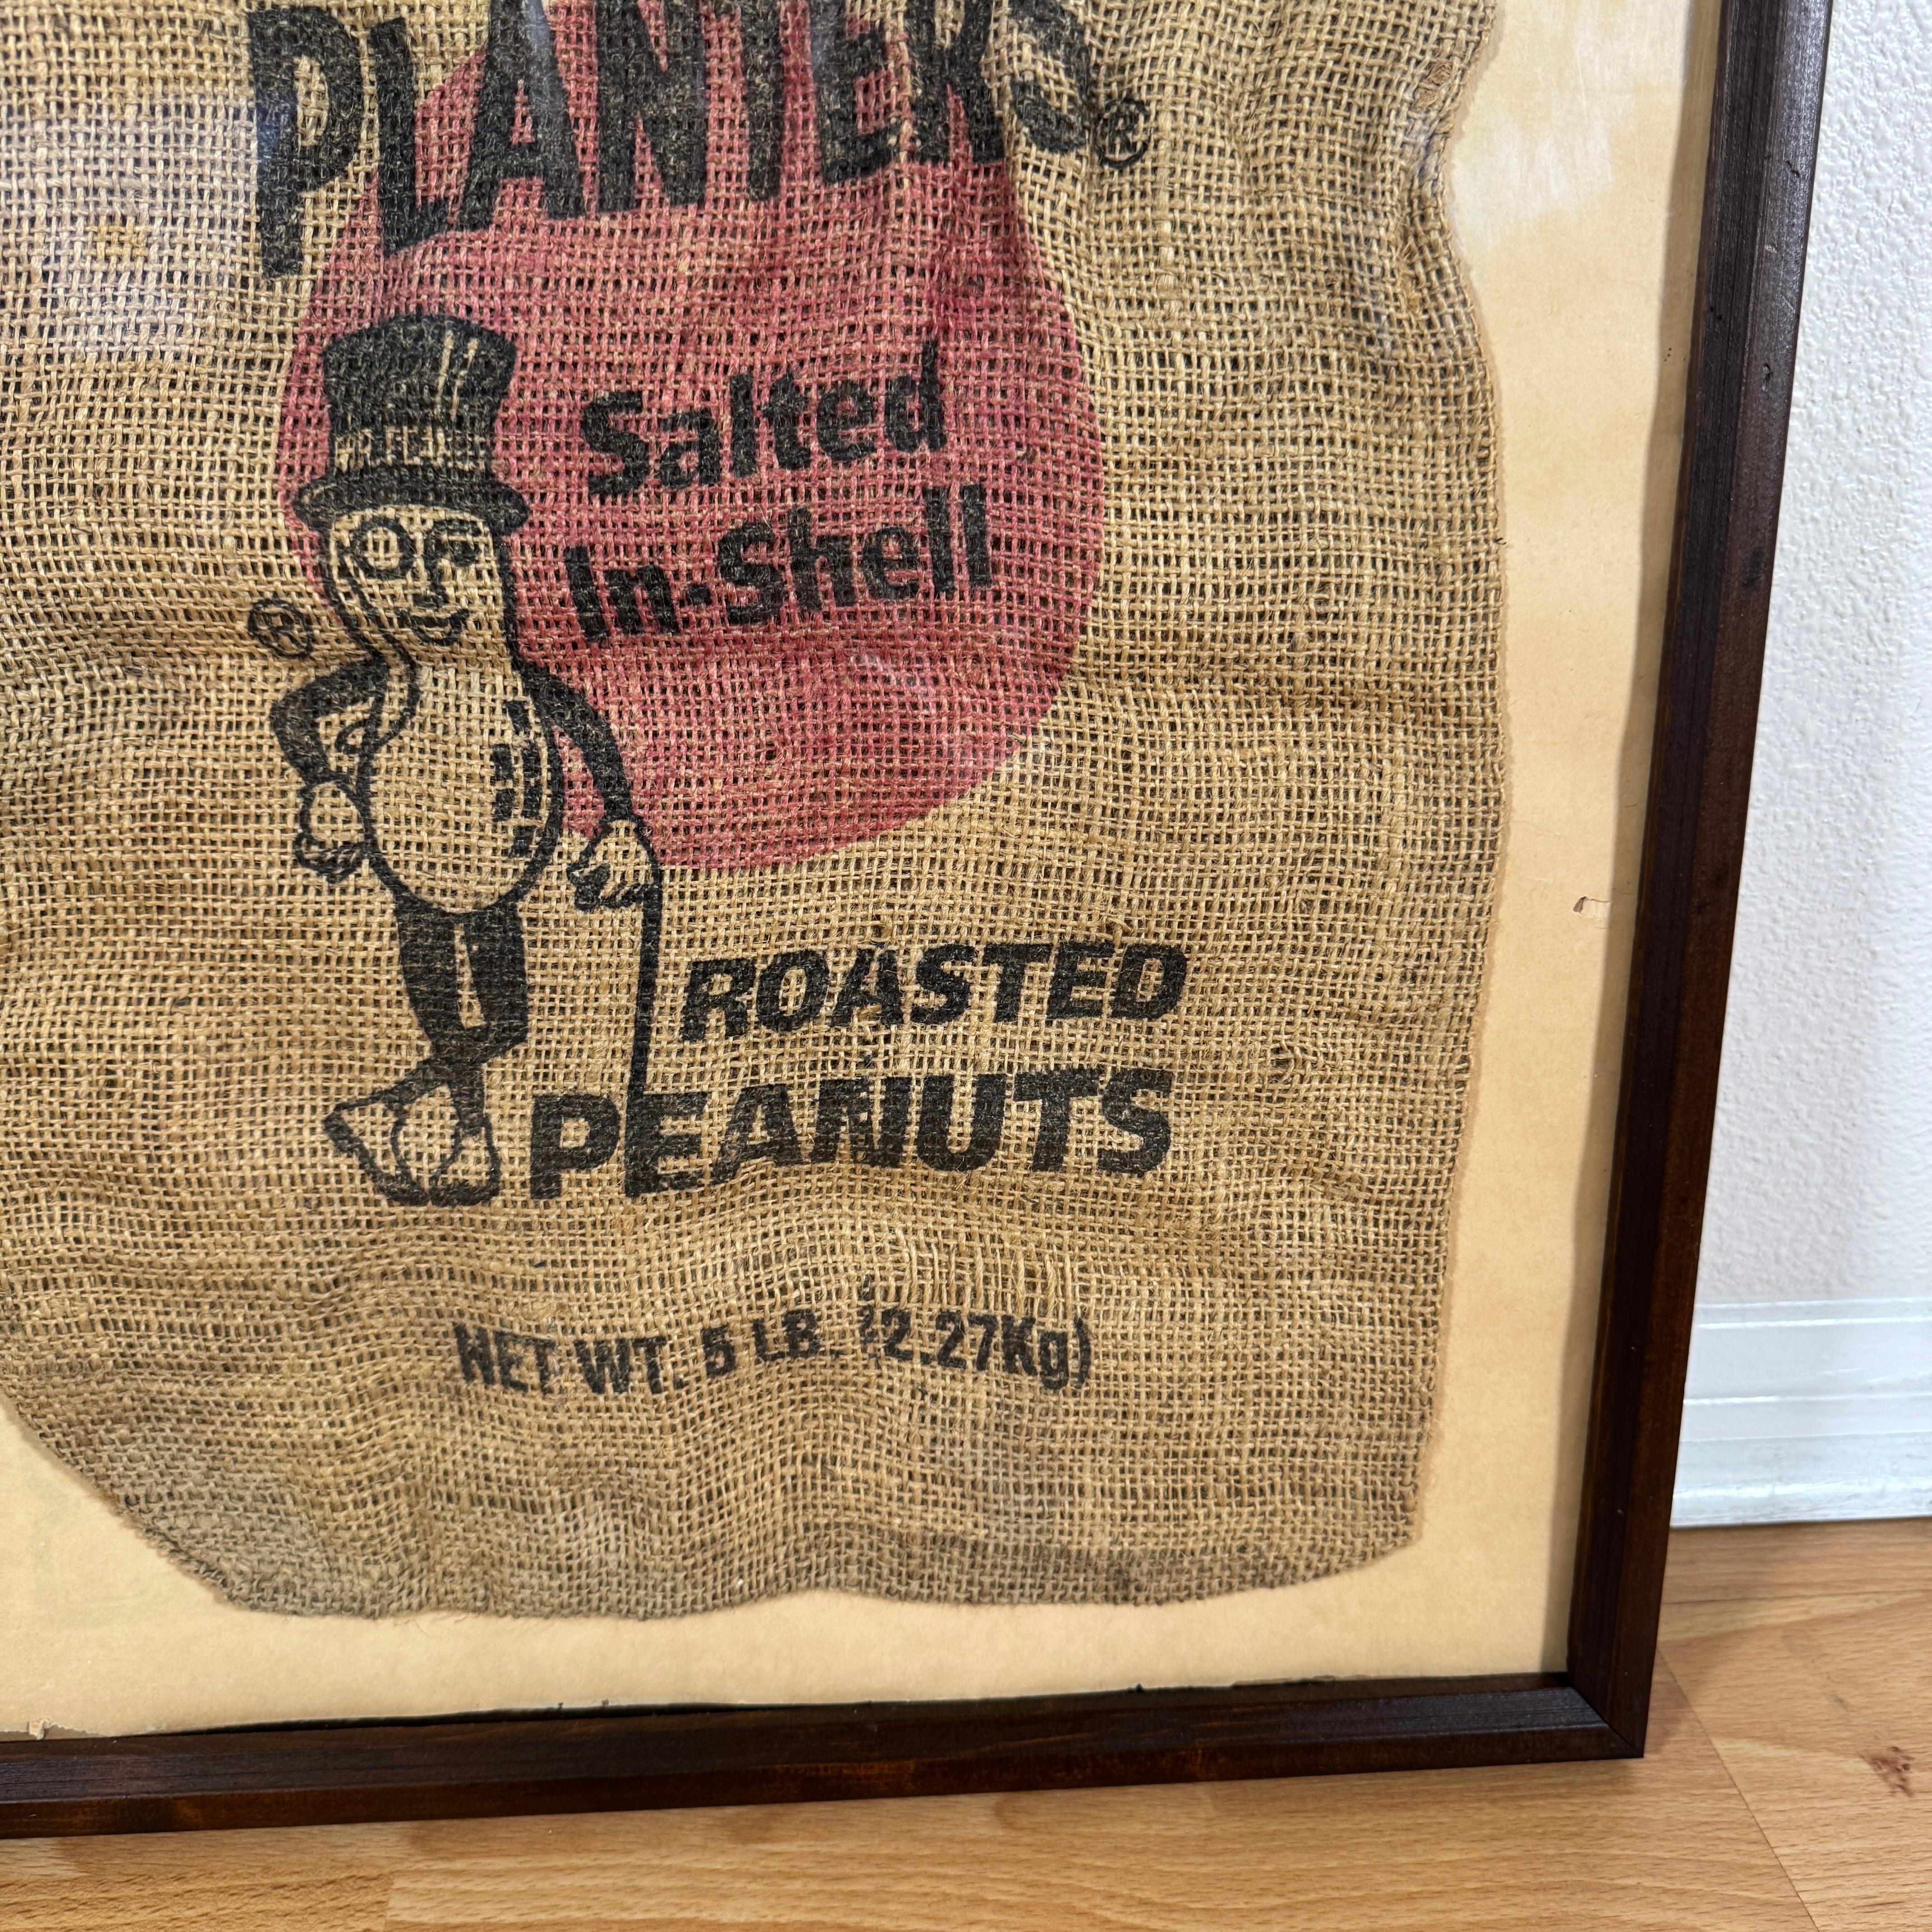 PLANTERS®
Salted
In-Shell
®
ROASTED
PEANUTS
NET WT. 5 LB. (2.27Kg)